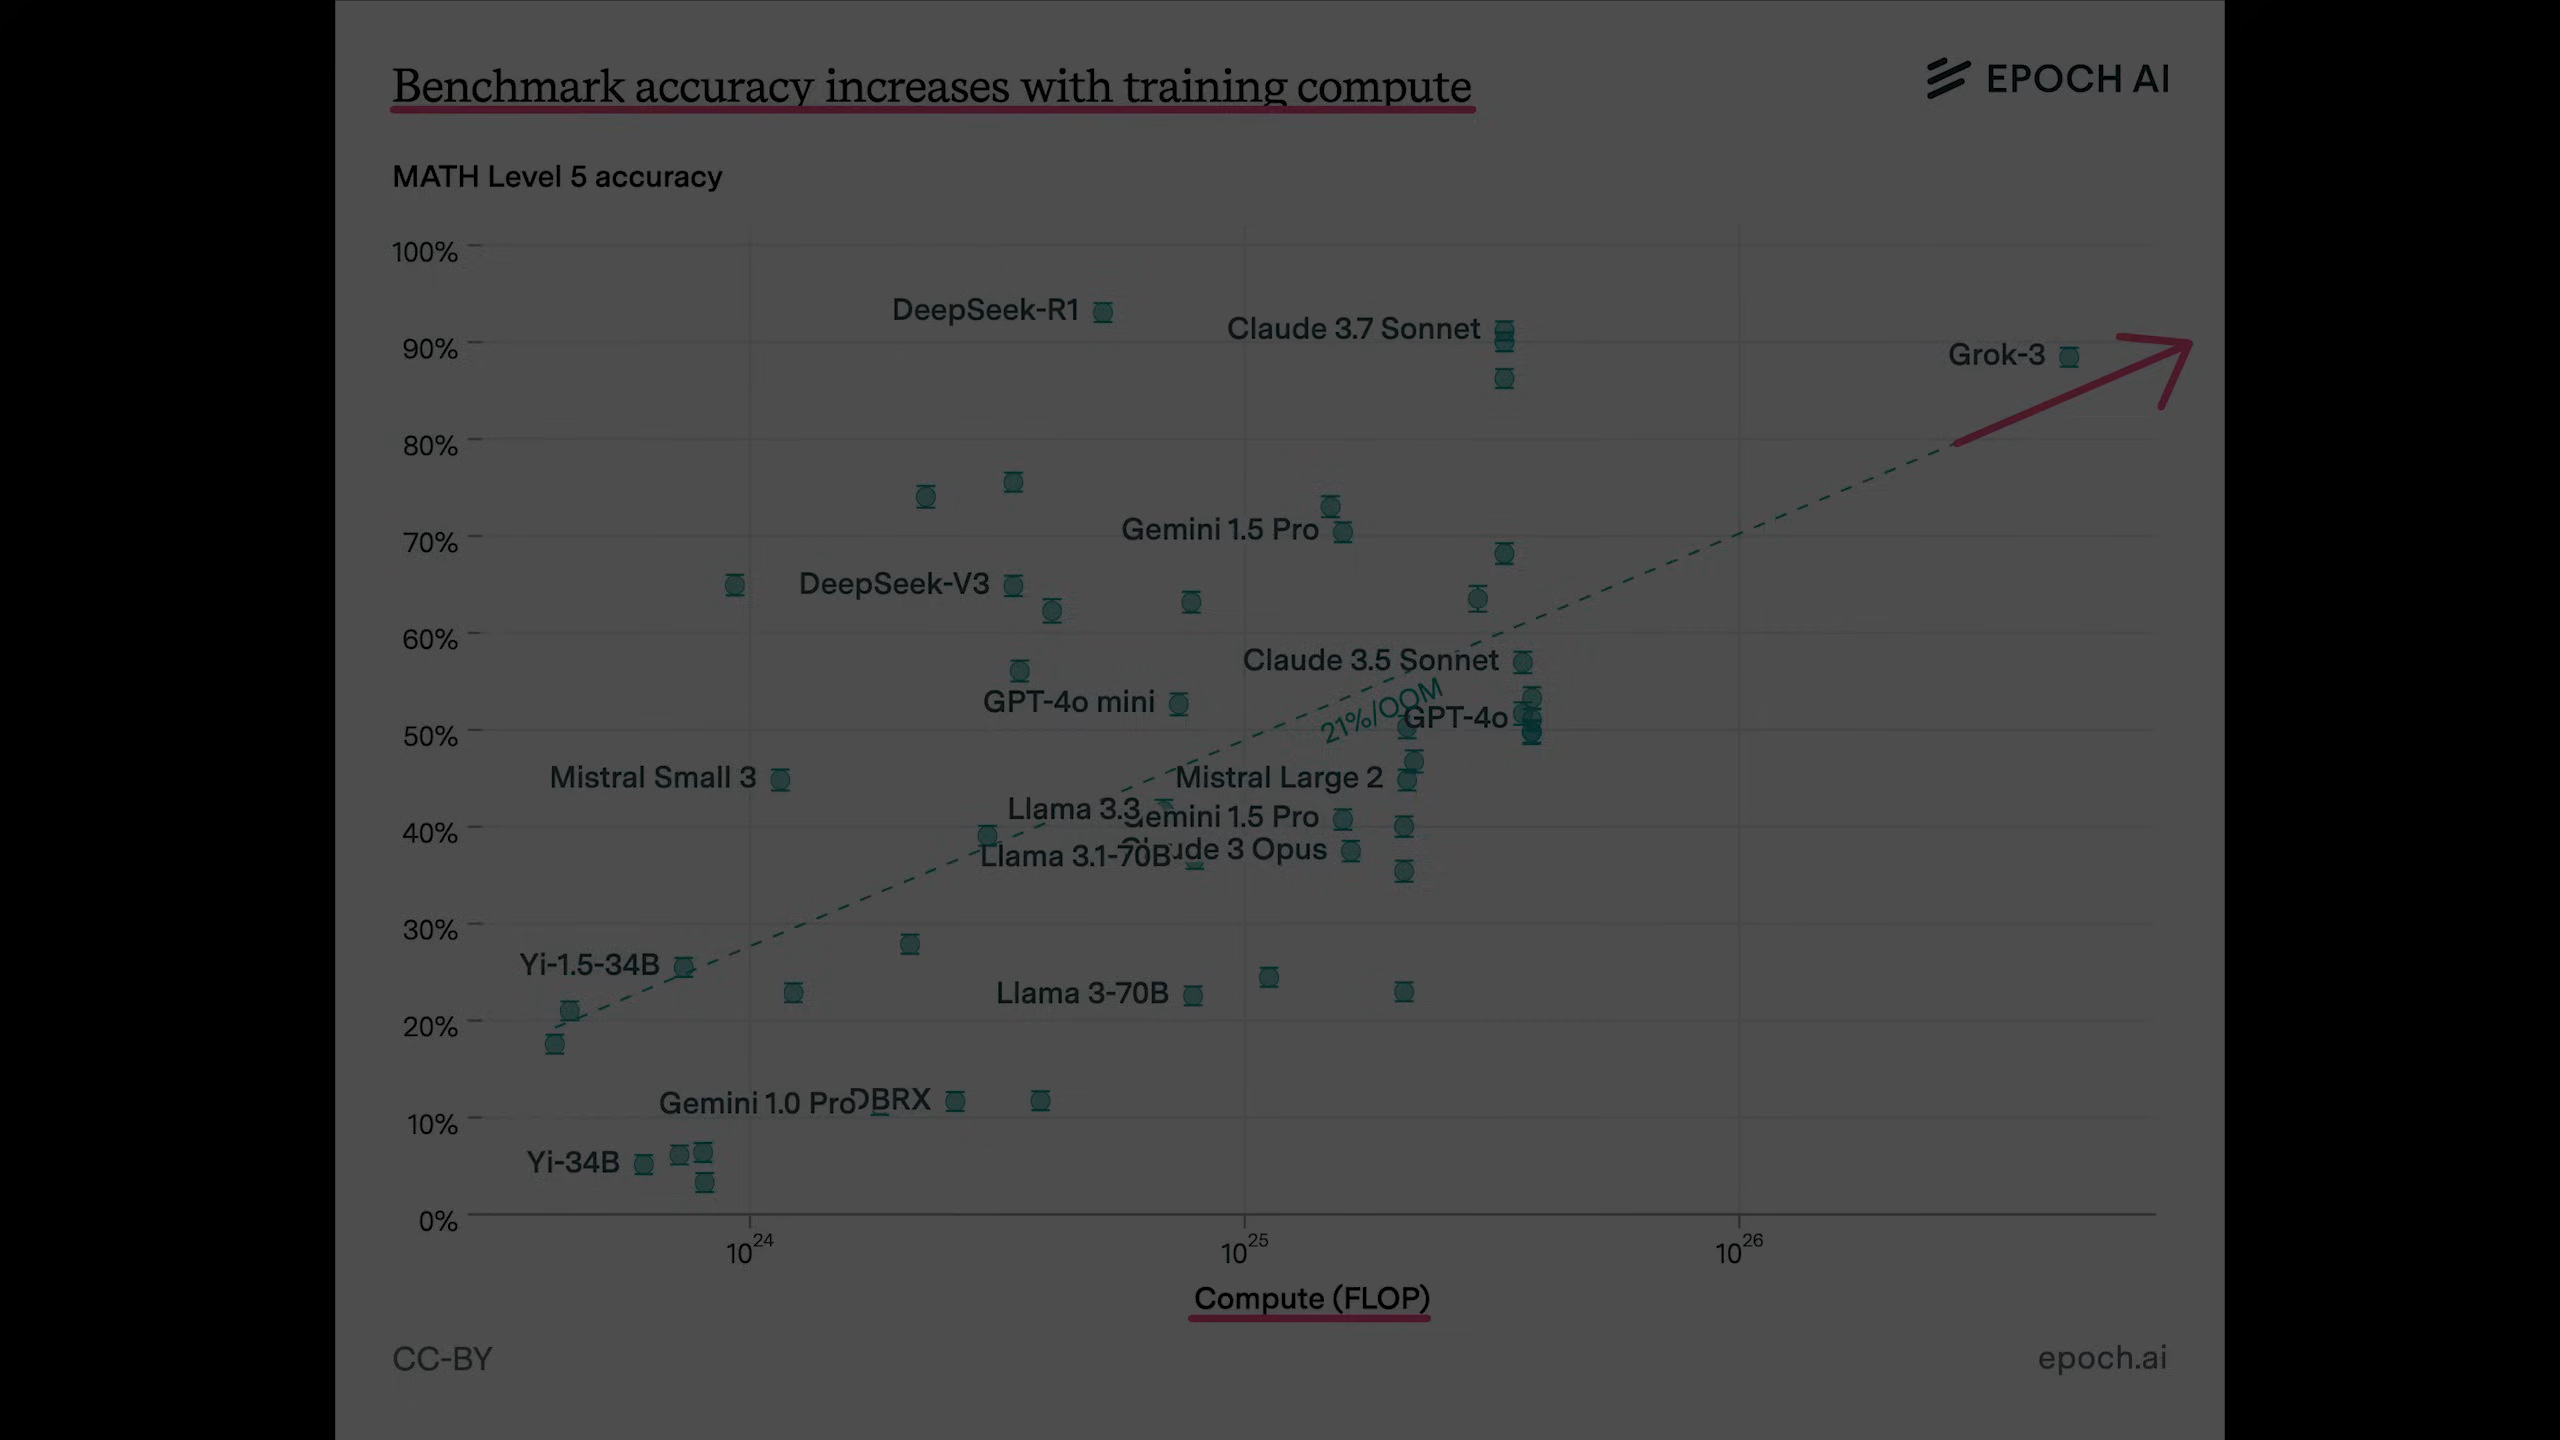 Benchmark accuracy increases with training compute
EPOCH AI
MATH Level 5 accuracy
100%
90%
80%
70%
60%
50%
40%
30%
20%
10%
0%
DeepSeek-R1
Claude 3.7 Sonnet
Grok-3
Gemini 1.5 Pro
DeepSeek-V3
Claude 3.5 Sonnet
21%/OOM
GPT-4o mini
GPT-4o
Mistral Small 3
Mistral Large 2
Llama 3.3
Gemini 1.5 Pro
Llama 3.1-70B
Claude 3 Opus
Yi-1.5-34B
Llama 3-70B
Gemini 1.0 Pro
DBRX
Yi-34B
10^24
10^25
10^26
Compute (FLOP)
CC-BY
epoch.ai